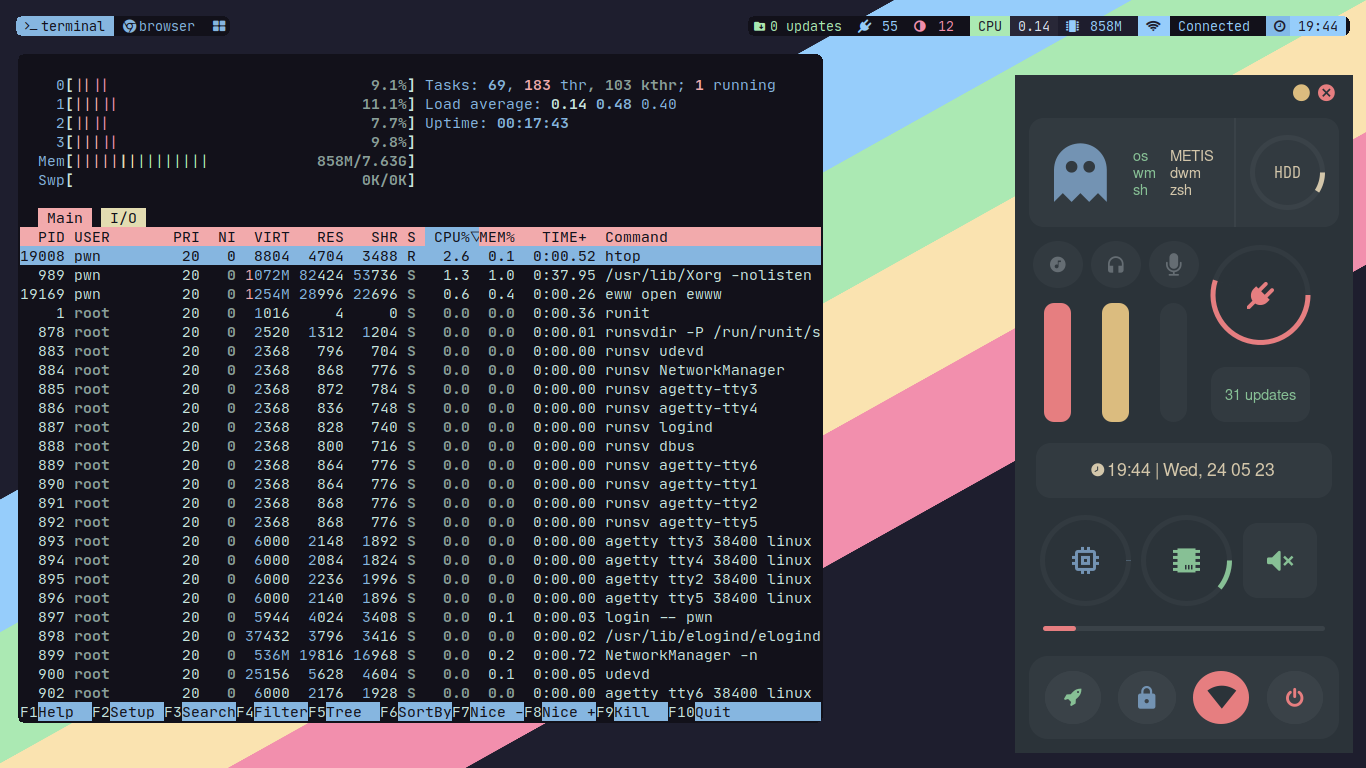 >_ terminal browser
0 updates 55 12 CPU 0.14 858M Connected 19:44
0[|||| 9.1%] Tasks: 69, 183 thr, 103 kthr; 1 running
1[||||| 11.1%] Load average: 0.14 0.48 0.40
2[|||| 7.7%] Uptime: 00:17:43
3[||||| 9.8%]
Mem[||||||||||||||| 858M/7.63G]
Swp[ 0K/0K]
Main I/O
PID USER PRI NI VIRT RES SHR S CPU%▽MEM% TIME+ Command
19008 pwn 20 0 8804 4704 3488 R 2.6 0.1 0:00.52 htop
989 pwn 20 0 1072M 82424 53736 S 1.3 1.0 0:37.95 /usr/lib/Xorg -nolisten
19169 pwn 20 0 1254M 28996 22696 S 0.6 0.4 0:00.26 eww open ewww
1 root 20 0 1016 4 0 S 0.0 0.0 0:00.36 runit
878 root 20 0 2520 1312 1204 S 0.0 0.0 0:00.01 runsvdir -P /run/runit/s
883 root 20 0 2368 796 704 S 0.0 0.0 0:00.00 runsv udevd
884 root 20 0 2368 868 776 S 0.0 0.0 0:00.00 runsv NetworkManager
885 root 20 0 2368 872 784 S 0.0 0.0 0:00.00 runsv agetty-tty3
886 root 20 0 2368 836 748 S 0.0 0.0 0:00.00 runsv agetty-tty4
887 root 20 0 2368 828 740 S 0.0 0.0 0:00.00 runsv logind
888 root 20 0 2368 800 716 S 0.0 0.0 0:00.00 runsv dbus
889 root 20 0 2368 864 776 S 0.0 0.0 0:00.00 runsv agetty-tty6
890 root 20 0 2368 864 776 S 0.0 0.0 0:00.00 runsv agetty-tty1
891 root 20 0 2368 868 776 S 0.0 0.0 0:00.00 runsv agetty-tty2
892 root 20 0 2368 868 776 S 0.0 0.0 0:00.00 runsv agetty-tty5
893 root 20 0 6000 2148 1892 S 0.0 0.0 0:00.00 agetty tty3 38400 linux
894 root 20 0 6000 2084 1824 S 0.0 0.0 0:00.00 agetty tty4 38400 linux
895 root 20 0 6000 2236 1996 S 0.0 0.0 0:00.00 agetty tty2 38400 linux
896 root 20 0 6000 2140 1896 S 0.0 0.0 0:00.00 agetty tty5 38400 linux
897 root 20 0 5944 4024 3408 S 0.0 0.1 0:00.03 login -- pwn
898 root 20 0 37432 3796 3416 S 0.0 0.0 0:00.02 /usr/lib/elogind/elogind
899 root 20 0 536M 19816 16968 S 0.0 0.2 0:00.72 NetworkManager -n
900 root 20 0 25156 5628 4604 S 0.0 0.1 0:00.05 udevd
902 root 20 0 6000 2176 1928 S 0.0 0.0 0:00.00 agetty tty6 38400 linux
F1Help F2Setup F3SearchF4FilterF5Tree F6SortByF7Nice -F8Nice +F9Kill F10Quit
os METIS
wm dwm
sh zsh
HDD
31 updates
19:44 | Wed, 24 05 23